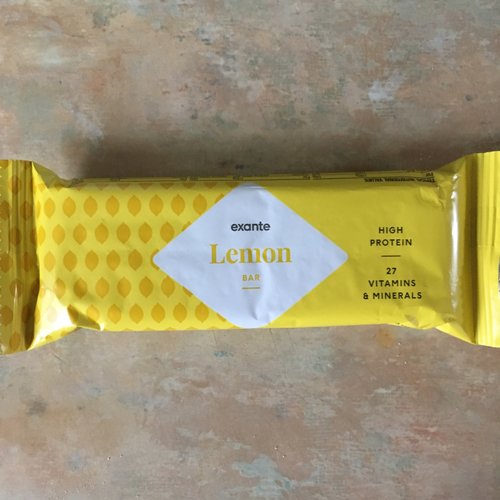 exante
Lemon
BAR
HIGH
PROTEIN
27
VITAMINS
& MINERALS